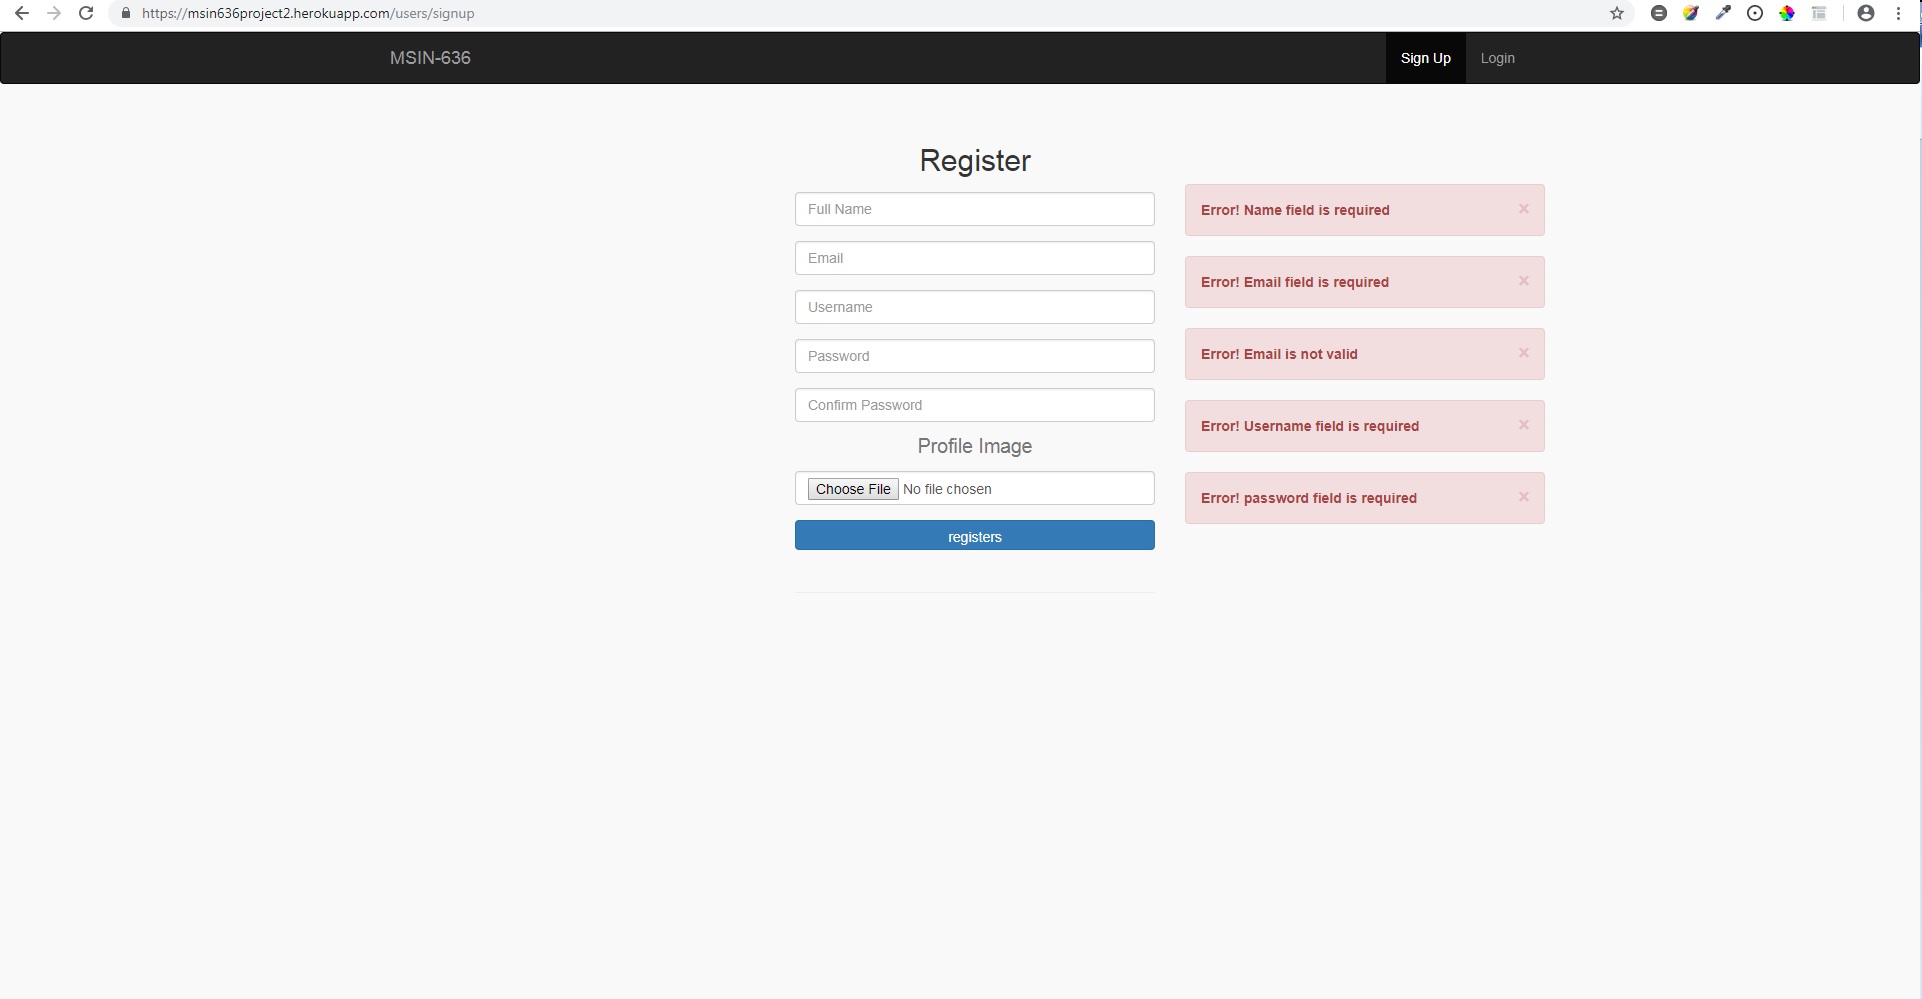 https://msin636project2.herokuapp.com/users/signup
MSIN-636
Sign Up
Login
Register
Full Name
Email
Username
Password
Confirm Password
Profile Image
Choose File No file chosen
registers
Error! Name field is required ×
Error! Email field is required ×
Error! Email is not valid ×
Error! Username field is required ×
Error! password field is required ×